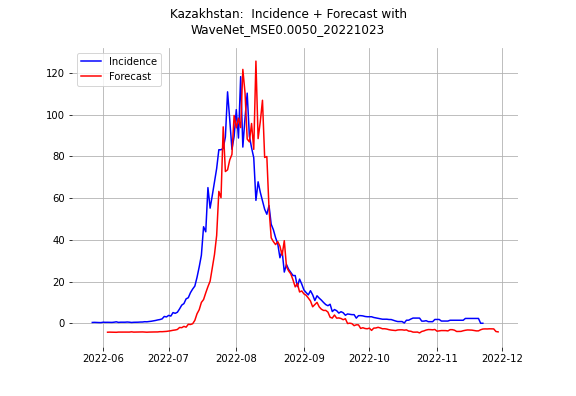 Kazakhstan:  Incidence + Forecast with
WaveNet_MSE0.0050_20221023
Incidence
Forecast
120
100
80
60
40
20
0
2022-06 2022-07 2022-08 2022-09 2022-10 2022-11 2022-12